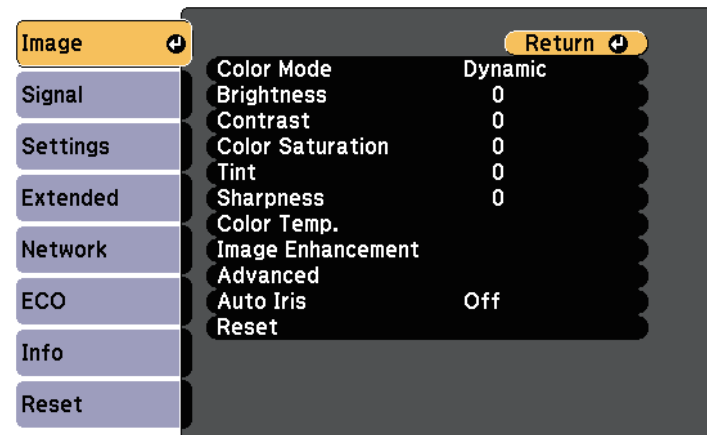 Image
Signal
Settings
Extended
Network
ECO
Info
Reset
Return
Color Mode Dynamic
Brightness 0
Contrast 0
Color Saturation 0
Tint 0
Sharpness 0
Color Temp.
Image Enhancement
Advanced
Auto Iris Off
Reset